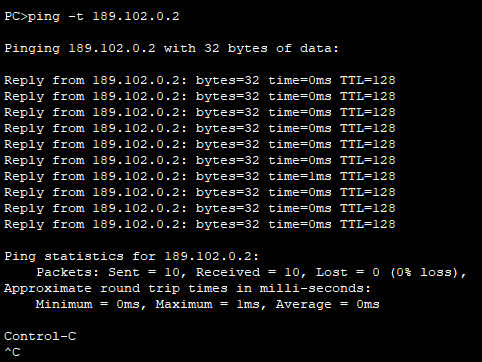 PC>ping -t 189.102.0.2
Pinging 189.102.0.2 with 32 bytes of data:
Reply from 189.102.0.2: bytes=32 time=0ms TTL=128
Reply from 189.102.0.2: bytes=32 time=0ms TTL=128
Reply from 189.102.0.2: bytes=32 time=0ms TTL=128
Reply from 189.102.0.2: bytes=32 time=0ms TTL=128
Reply from 189.102.0.2: bytes=32 time=0ms TTL=128
Reply from 189.102.0.2: bytes=32 time=0ms TTL=128
Reply from 189.102.0.2: bytes=32 time=1ms TTL=128
Reply from 189.102.0.2: bytes=32 time=0ms TTL=128
Reply from 189.102.0.2: bytes=32 time=0ms TTL=128
Reply from 189.102.0.2: bytes=32 time=0ms TTL=128
Ping statistics for 189.102.0.2:
    Packets: Sent = 10, Received = 10, Lost = 0 (0% loss),
Approximate round trip times in milli-seconds:
    Minimum = 0ms, Maximum = 1ms, Average = 0ms
Control-C
^C